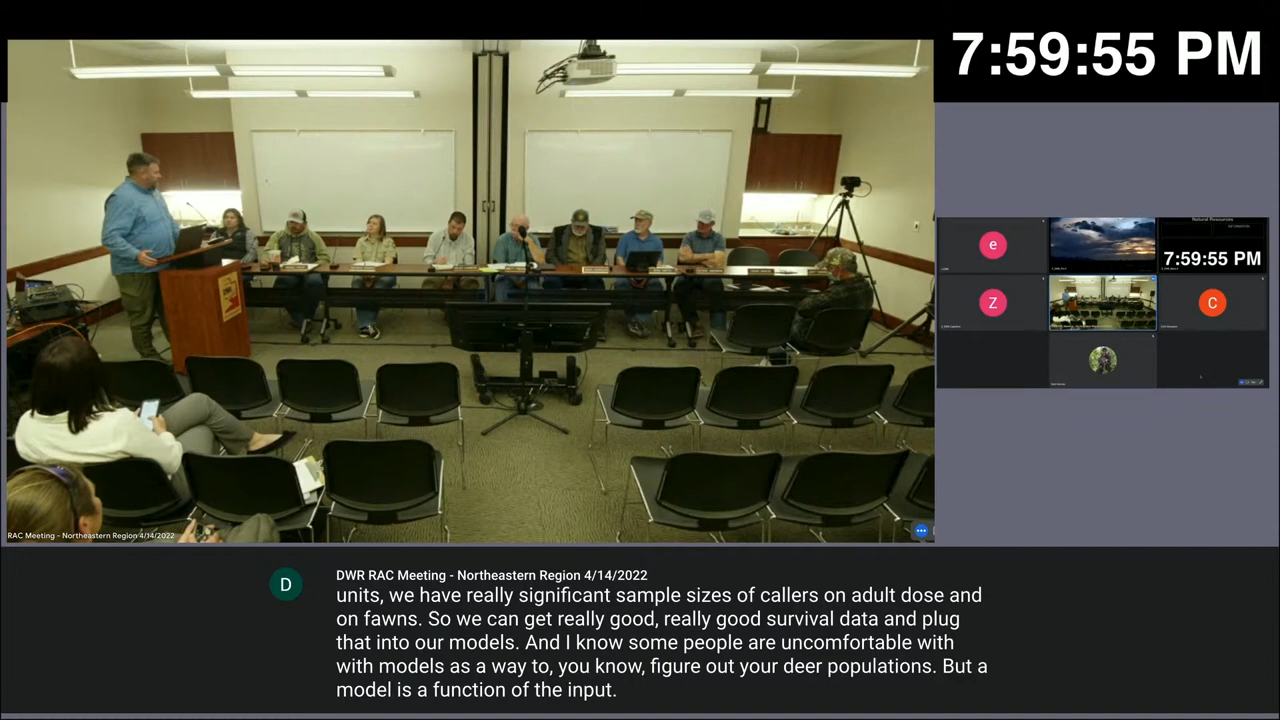 7:59:55 PM
Natural Resources
INFORMATION
e
7:59:55 PM
Z
C
RAC Meeting - Northeastern Region 4/14/2022
D
DWR RAC Meeting - Northeastern Region 4/14/2022
units, we have really significant sample sizes of callers on adult dose and
on fawns. So we can get really good, really good survival data and plug
that into our models. And I know some people are uncomfortable with
with models as a way to, you know, figure out your deer populations. But a
model is a function of the input.